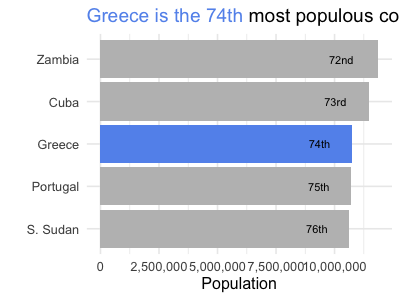 Greece is the 74th most populous co
Zambia 72nd
Cuba 73rd
Greece 74th
Portugal 75th
S. Sudan 76th
0 2,500,000 5,000,000 7,500,000 10,000,000
Population